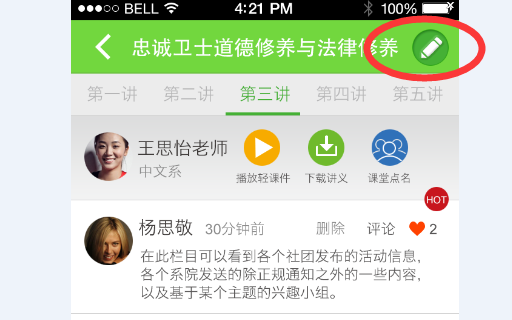 BELL 4:21 PM 100%
忠诚卫士道德修养与法律修养
第一讲 第二讲 第三讲 第四讲 第五讲
王思怡老师
中文系
播放轻课件 下载讲义 课堂点名
HOT
杨思敬 30分钟前 删除 评论 2
在此栏目可以看到各个社团发布的活动信息，
各个系院发送的除正规通知之外的一些内容，
以及基于某个主题的兴趣小组。